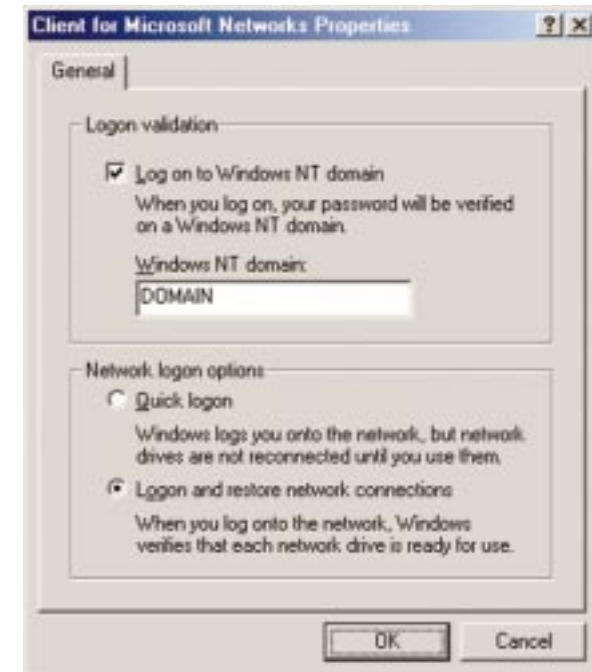 Client for Microsoft Networks Properties
General
Logon validation
Log on to Windows NT domain
When you log on, your password will be verified
on a Windows NT domain.
Windows NT domain:
DOMAIN
Network logon options
Quick logon
Windows logs you onto the network, but network
drives are not reconnected until you use them.
Logon and restore network connections
When you log onto the network, Windows
verifies that each network drive is ready for use.
OK
Cancel